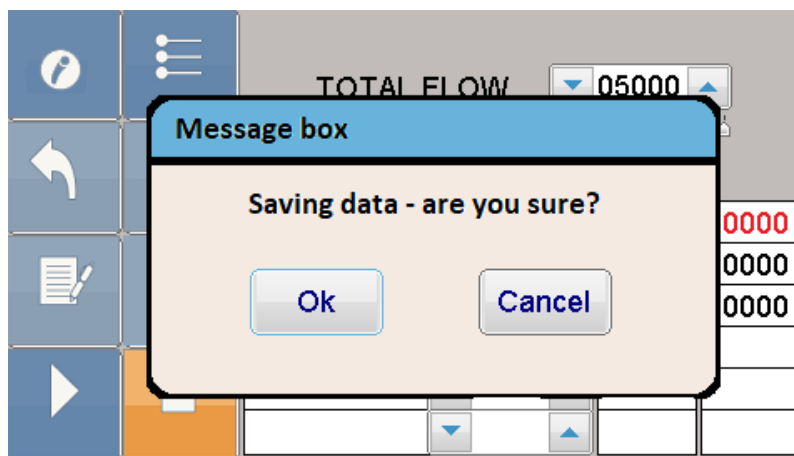 TOTAL FLOW 05000
Message box
Saving data - are you sure?
0000
0000
Ok Cancel
0000